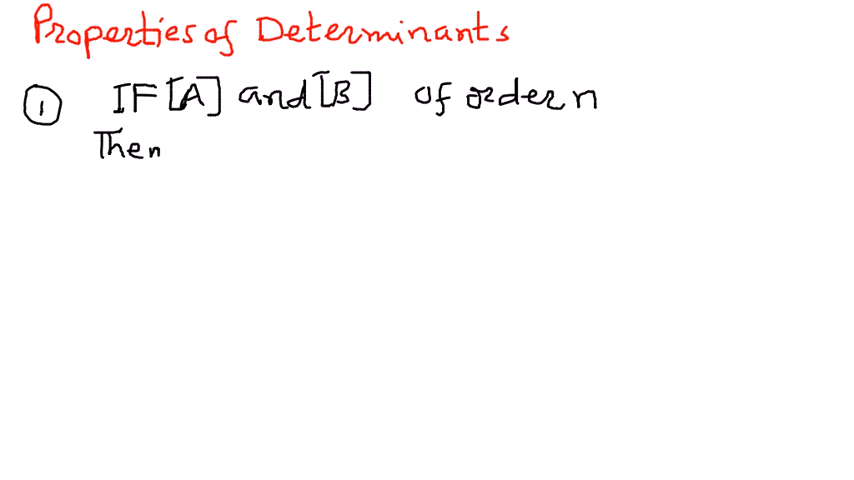 Properties of Determinants
① IF [A] and [B] of order n
Then